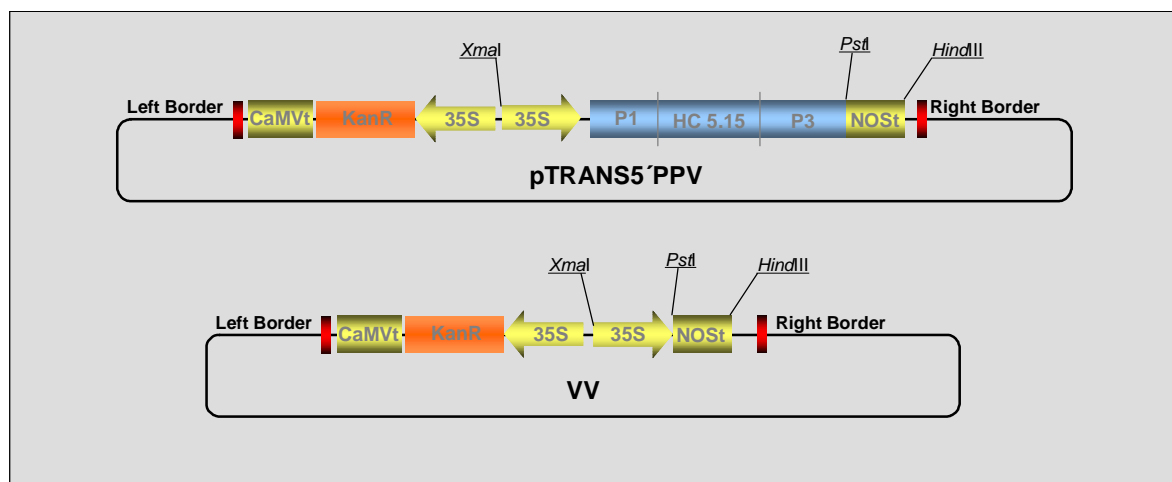 XmaI
PstI
HindIII
Left Border
CaMVt
KanR
35S
35S
P1
HC 5.15
P3
NOSt
Right Border
pTRANS5´PPV
XmaI
PstI
HindIII
Left Border
CaMVt
KanR
35S
35S
NOSt
Right Border
VV